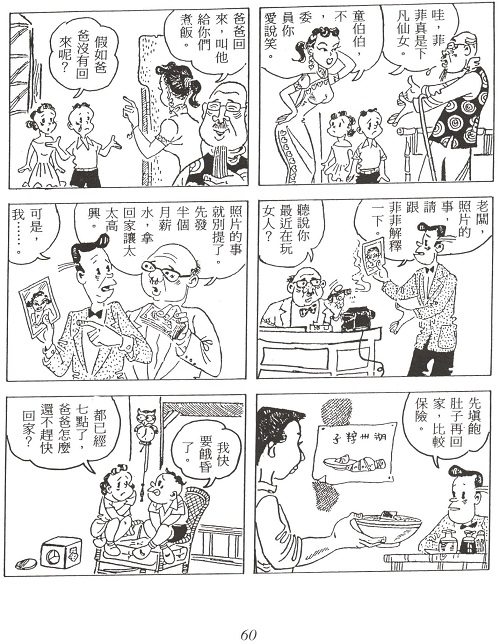 哇，菲
菲真是下
凡仙女。
童伯伯，
不，
委員你
愛說笑。
爸爸回
來，叫他
給你們
煮飯。
假如爸
爸沒有回
來呢？
老闆，
照片的
事，請
跟
菲菲解釋
一下。
聽說你
最近在玩
女人？
照片的事
就別提了。
先發
半個
月薪
水，拿
回家讓太
太高
興。
可是，
我……。
先塡飽
肚子再回
家，比較
保險。
湖州粽子
我快
要餓昏
了。
都已經
七點了，
爸爸怎麼
還不趕快
回家？
60